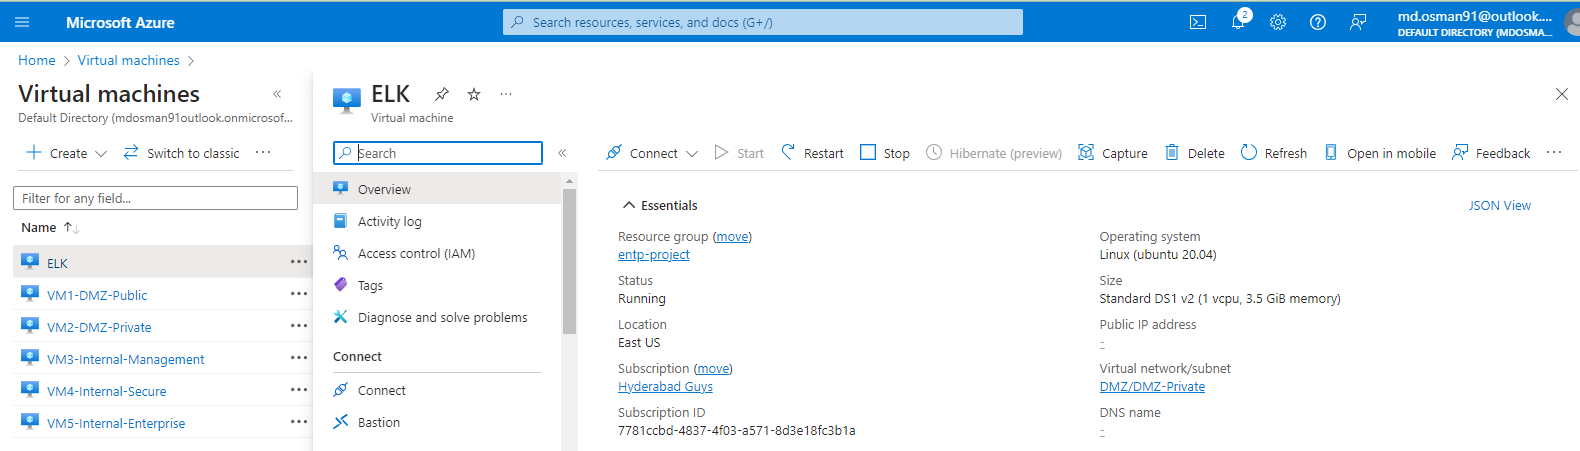 Microsoft Azure
Search resources, services, and docs (G+/)
2
md.osman91@outlook....
DEFAULT DIRECTORY (MDOSMA...
Home > Virtual machines >
Virtual machines
Default Directory (mdosman91outlook.onmicrosof...
+ Create
Switch to classic
...
Filter for any field...
Name
ELK
VM1-DMZ-Public
VM2-DMZ-Private
VM3-Internal-Management
VM4-Internal-Secure
VM5-Internal-Enterprise
ELK
...
Virtual machine
Search
Overview
Activity log
Access control (IAM)
Tags
Diagnose and solve problems
Connect
Connect
Bastion
Connect
Start
Restart
Stop
Hibernate (preview)
Capture
Delete
Refresh
Open in mobile
Feedback
...
Essentials
JSON View
Resource group (move)
entp-project
Status
Running
Location
East US
Subscription (move)
Hyderabad Guys
Subscription ID
7781ccbd-4837-4f03-a571-8d3e18fc3b1a
Operating system
Linux (ubuntu 20.04)
Size
Standard DS1 v2 (1 vcpu, 3.5 GiB memory)
Public IP address
-
Virtual network/subnet
DMZ/DMZ-Private
DNS name
-